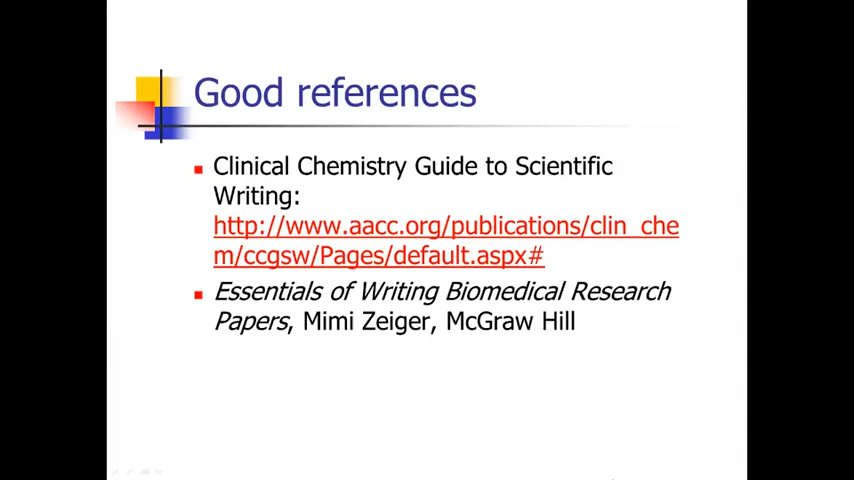 Good references
Clinical Chemistry Guide to Scientific
Writing:
http://www.aacc.org/publications/clin_che
m/ccgsw/Pages/default.aspx#
Essentials of Writing Biomedical Research
Papers, Mimi Zeiger, McGraw Hill